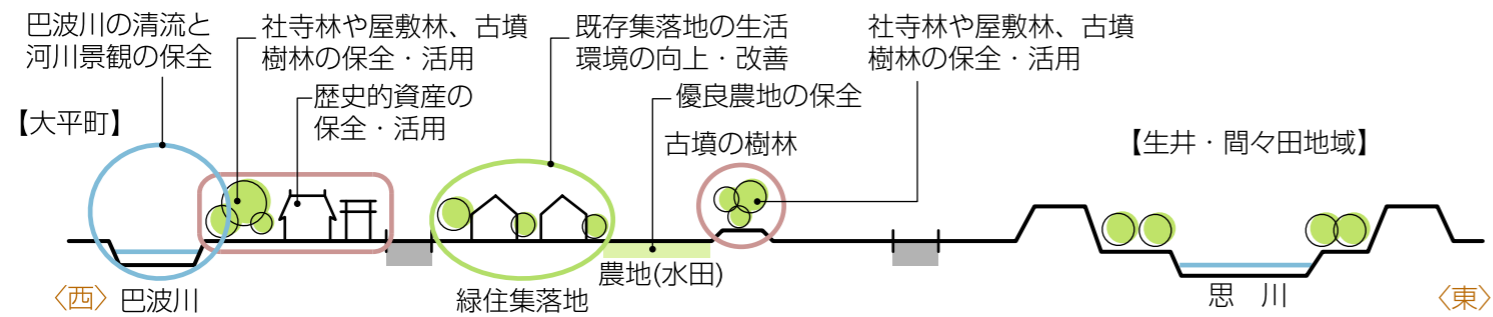 巴波川の清流と
河川景観の保全
社寺林や屋敷林、古墳
樹林の保全・活用
既存集落地の生活
環境の向上・改善
社寺林や屋敷林、古墳
樹林の保全・活用
歴史的資産の
保全・活用
優良農地の保全
【大平町】
古墳の樹林
【生井・間々田地域】
農地(水田)
〈西〉
巴波川
緑住集落地
思 川
〈東〉